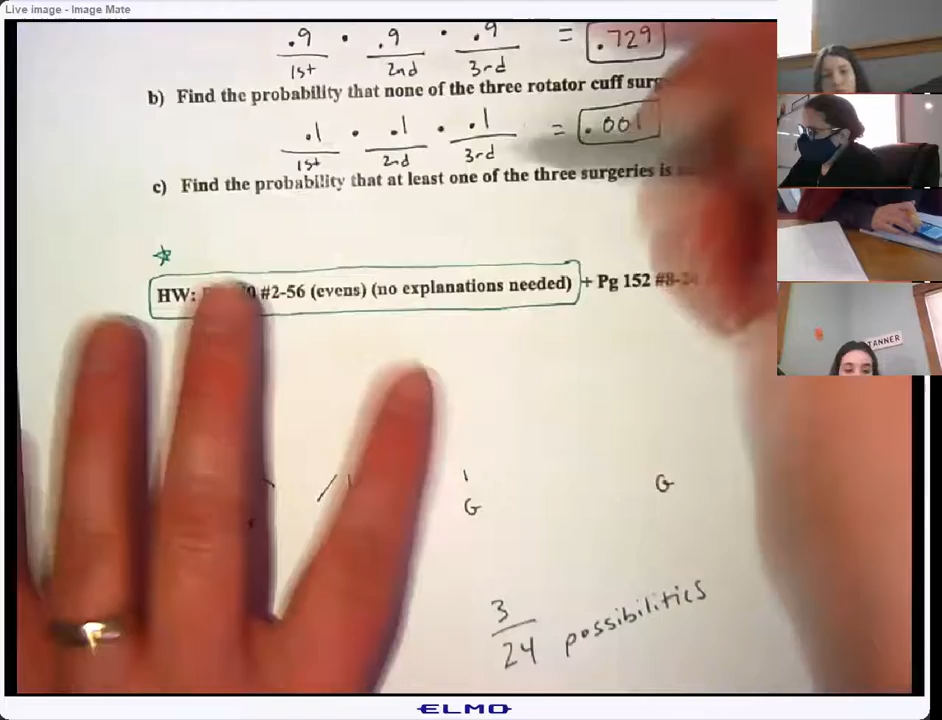 Live image - Image Mate
.9 · .9 · .9 = .729
1st 2nd 3rd
b) Find the probability that none of the three rotator cuff
.1 · .1 · .1 = .001
1st 2nd 3rd
c) Find the probability that at least one of the three surgeries is
HW: #2-56 (evens) (no explanations needed) + Pg 152
G
G
3
24 possibilities
TANNER
ELMO